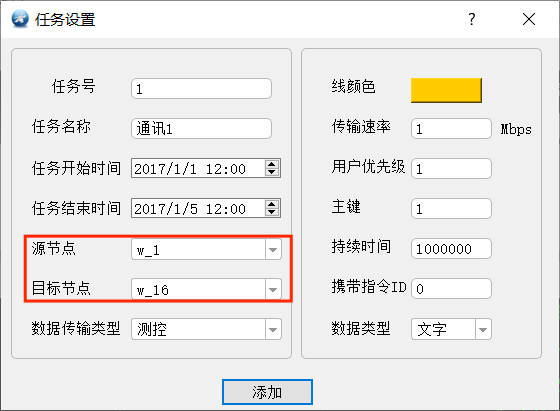 任务设置
任务号 1
任务名称 通讯1
任务开始时间 2017/1/1 12:00
任务结束时间 2017/1/5 12:00
源节点 w_1
目标节点 w_16
数据传输类型 测控
线颜色
传输速率 1 Mbps
用户优先级 1
主键 1
持续时间 1000000
携带指令ID 0
数据类型 文字
添加